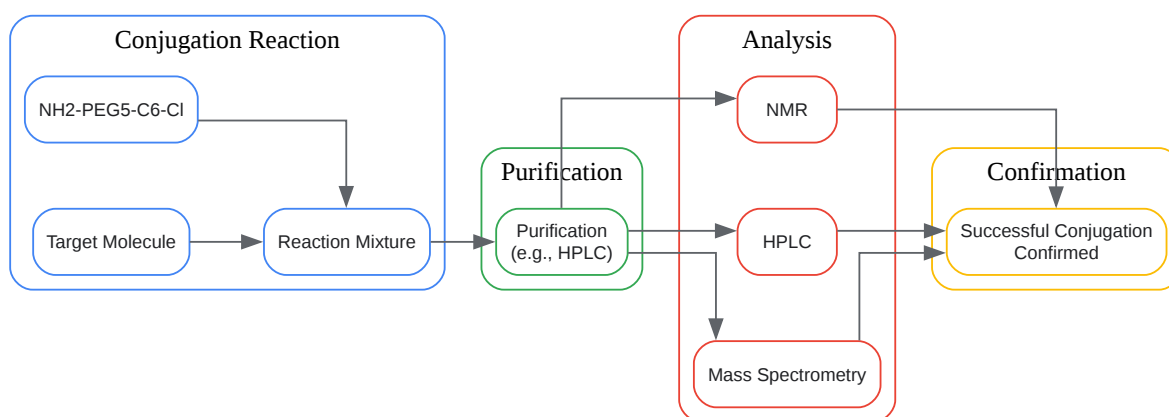 Conjugation Reaction
NH2-PEG5-C6-Cl
Target Molecule
Reaction Mixture
Purification
Purification
(e.g., HPLC)
Analysis
NMR
HPLC
Mass Spectrometry
Confirmation
Successful Conjugation
Confirmed